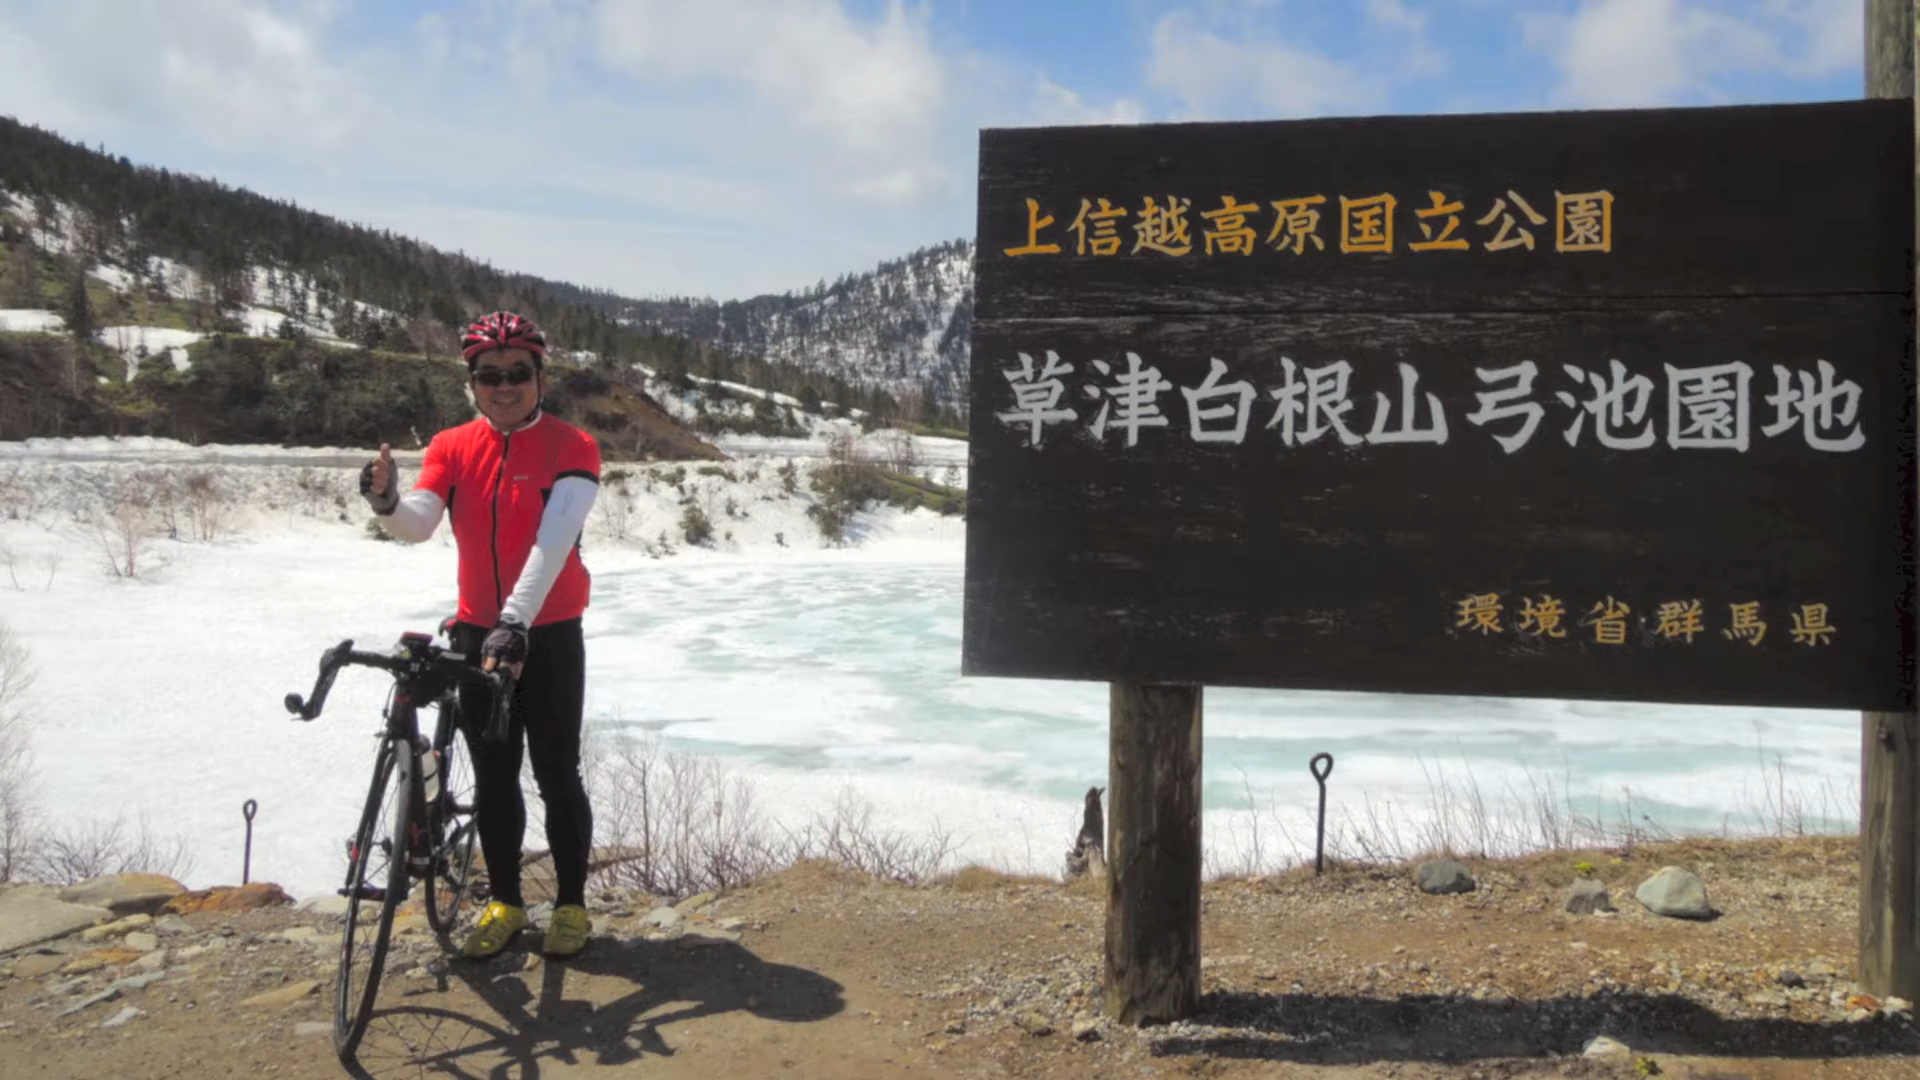 上信越高原国立公園
草津白根山弓池園地
環境省・群馬県